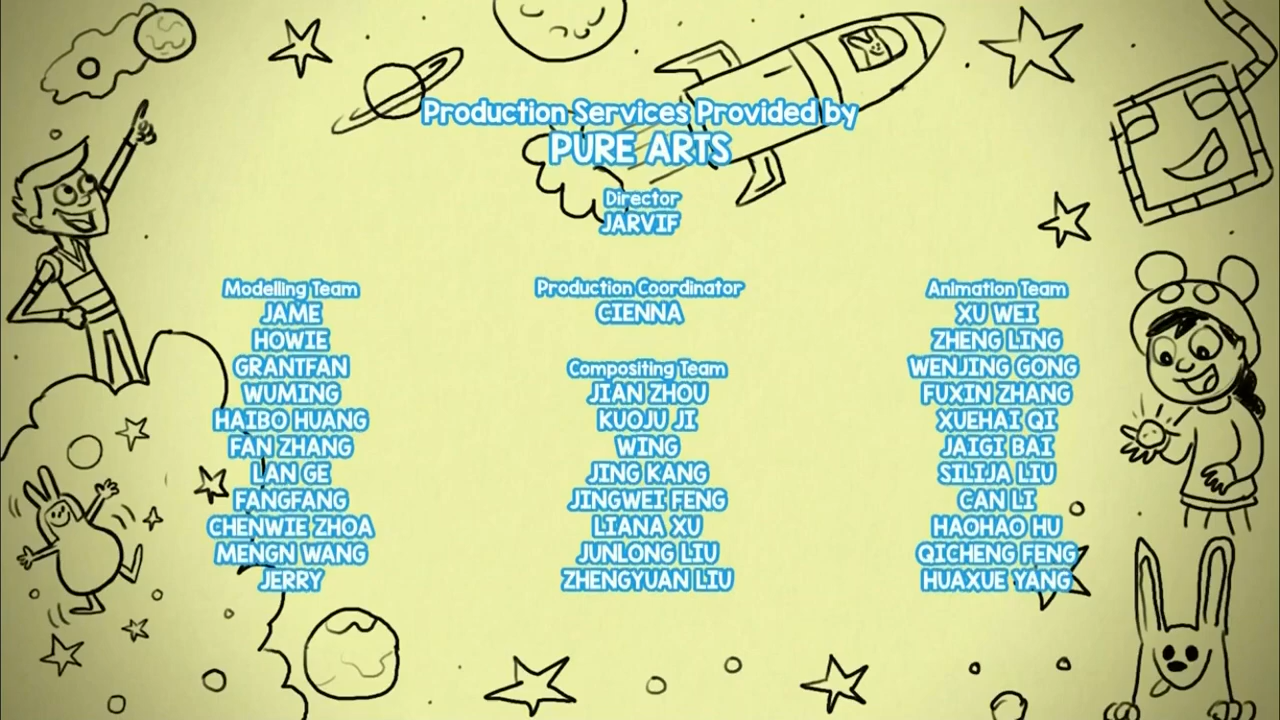 Production Services Provided by
PURE ARTS
Director
JARVIF
Modelling Team
JAME
HOWIE
GRANTFAN
WUMING
HAIBO HUANG
FAN ZHANG
LAN GE
FANGFANG
CHENWIE ZHOA
MENGN WANG
JERRY
Production Coordinator
CIENNA
Compositing Team
JIAN ZHOU
KUOJU JI
WING
JING KANG
JINGWEI FENG
LIANA XU
JUNLONG LIU
ZHENGYUAN LIU
Animation Team
XU WEI
ZHENG LING
WENJING GONG
FUXIN ZHANG
XUEHAI QI
JAIGI BAI
SILIJA LIU
CAN LI
HAOHAO HU
QICHENG FENG
HUAXUE YANG